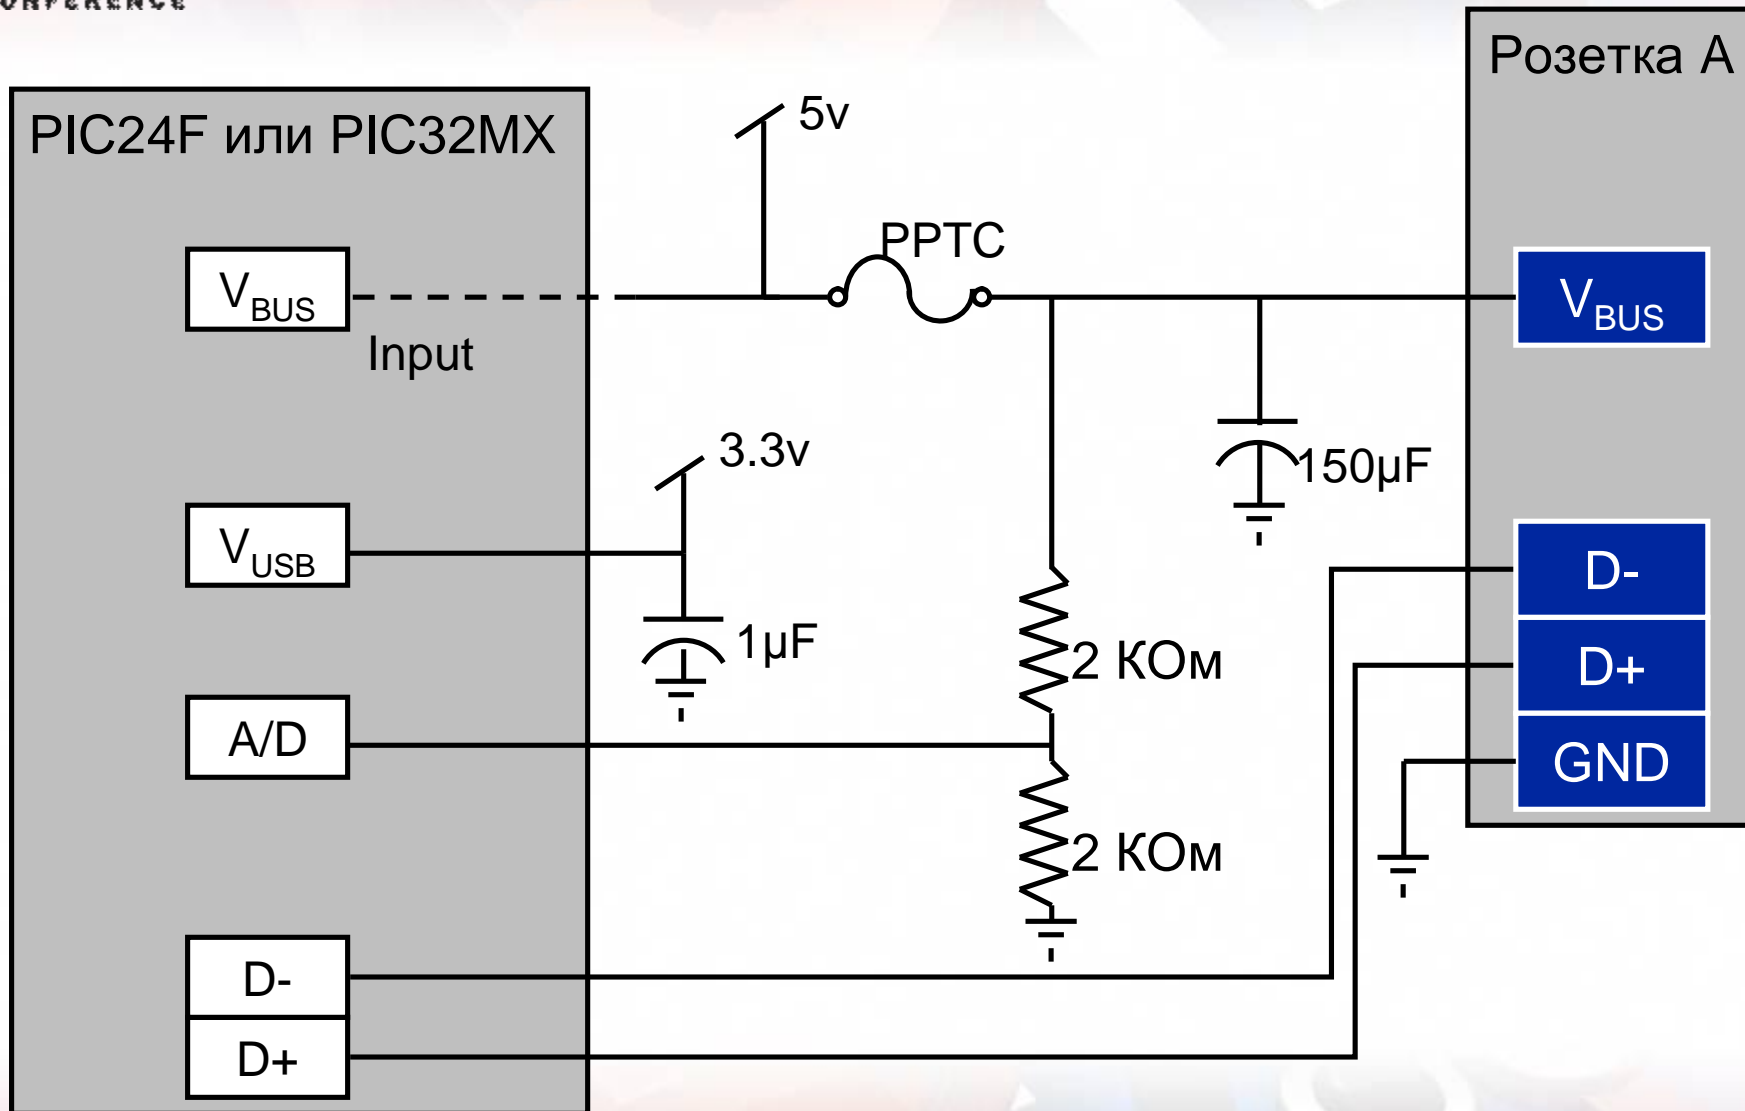 PIC24F или PIC32MX
VBUS
Input
VUSB
A/D
D-
D+
5v
PPTC
3.3v
1µF
2 КОм
2 КОм
150µF
Розетка А
VBUS
D-
D+
GND